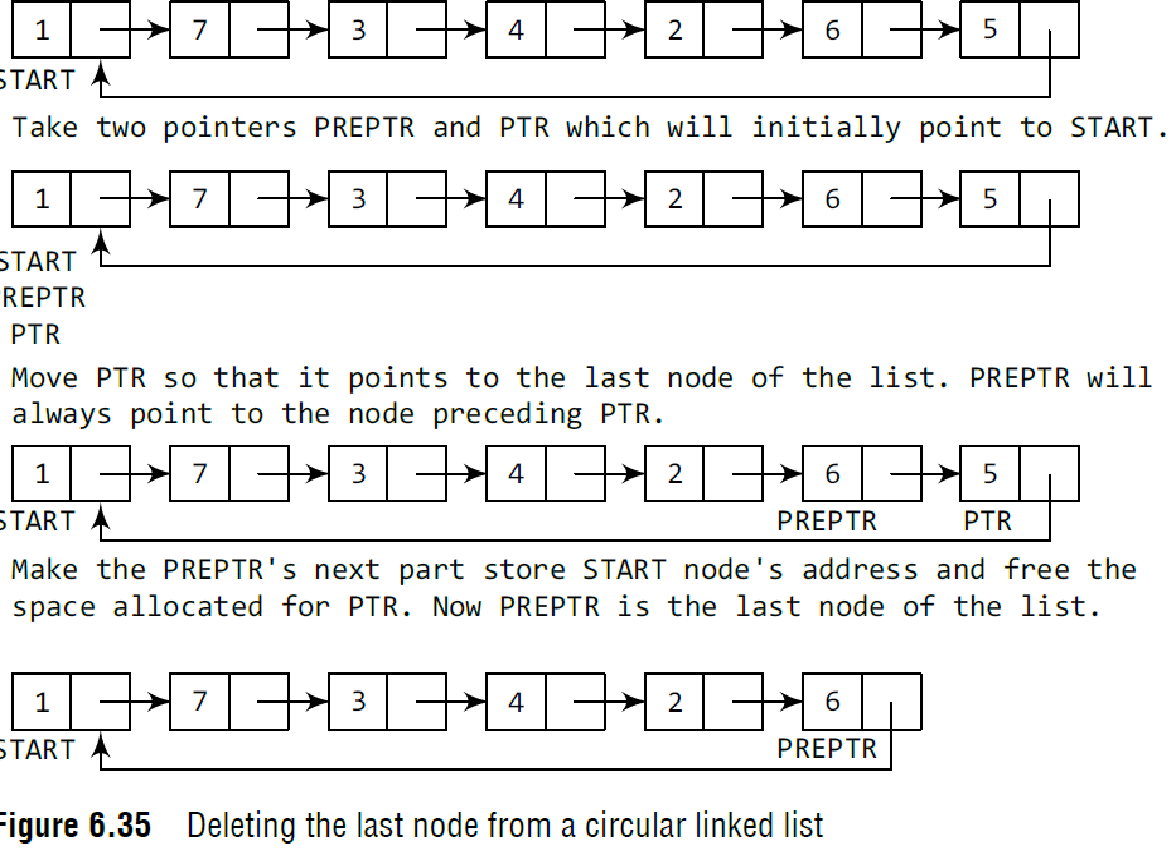 1 7 3 4 2 6 5
START
Take two pointers PREPTR and PTR which will initially point to START.
1 7 3 4 2 6 5
START
PREPTR
PTR
Move PTR so that it points to the last node of the list. PREPTR will
always point to the node preceding PTR.
1 7 3 4 2 6 5
START PREPTR PTR
Make the PREPTR's next part store START node's address and free the
space allocated for PTR. Now PREPTR is the last node of the list.
1 7 3 4 2 6
START PREPTR
Figure 6.35 Deleting the last node from a circular linked list